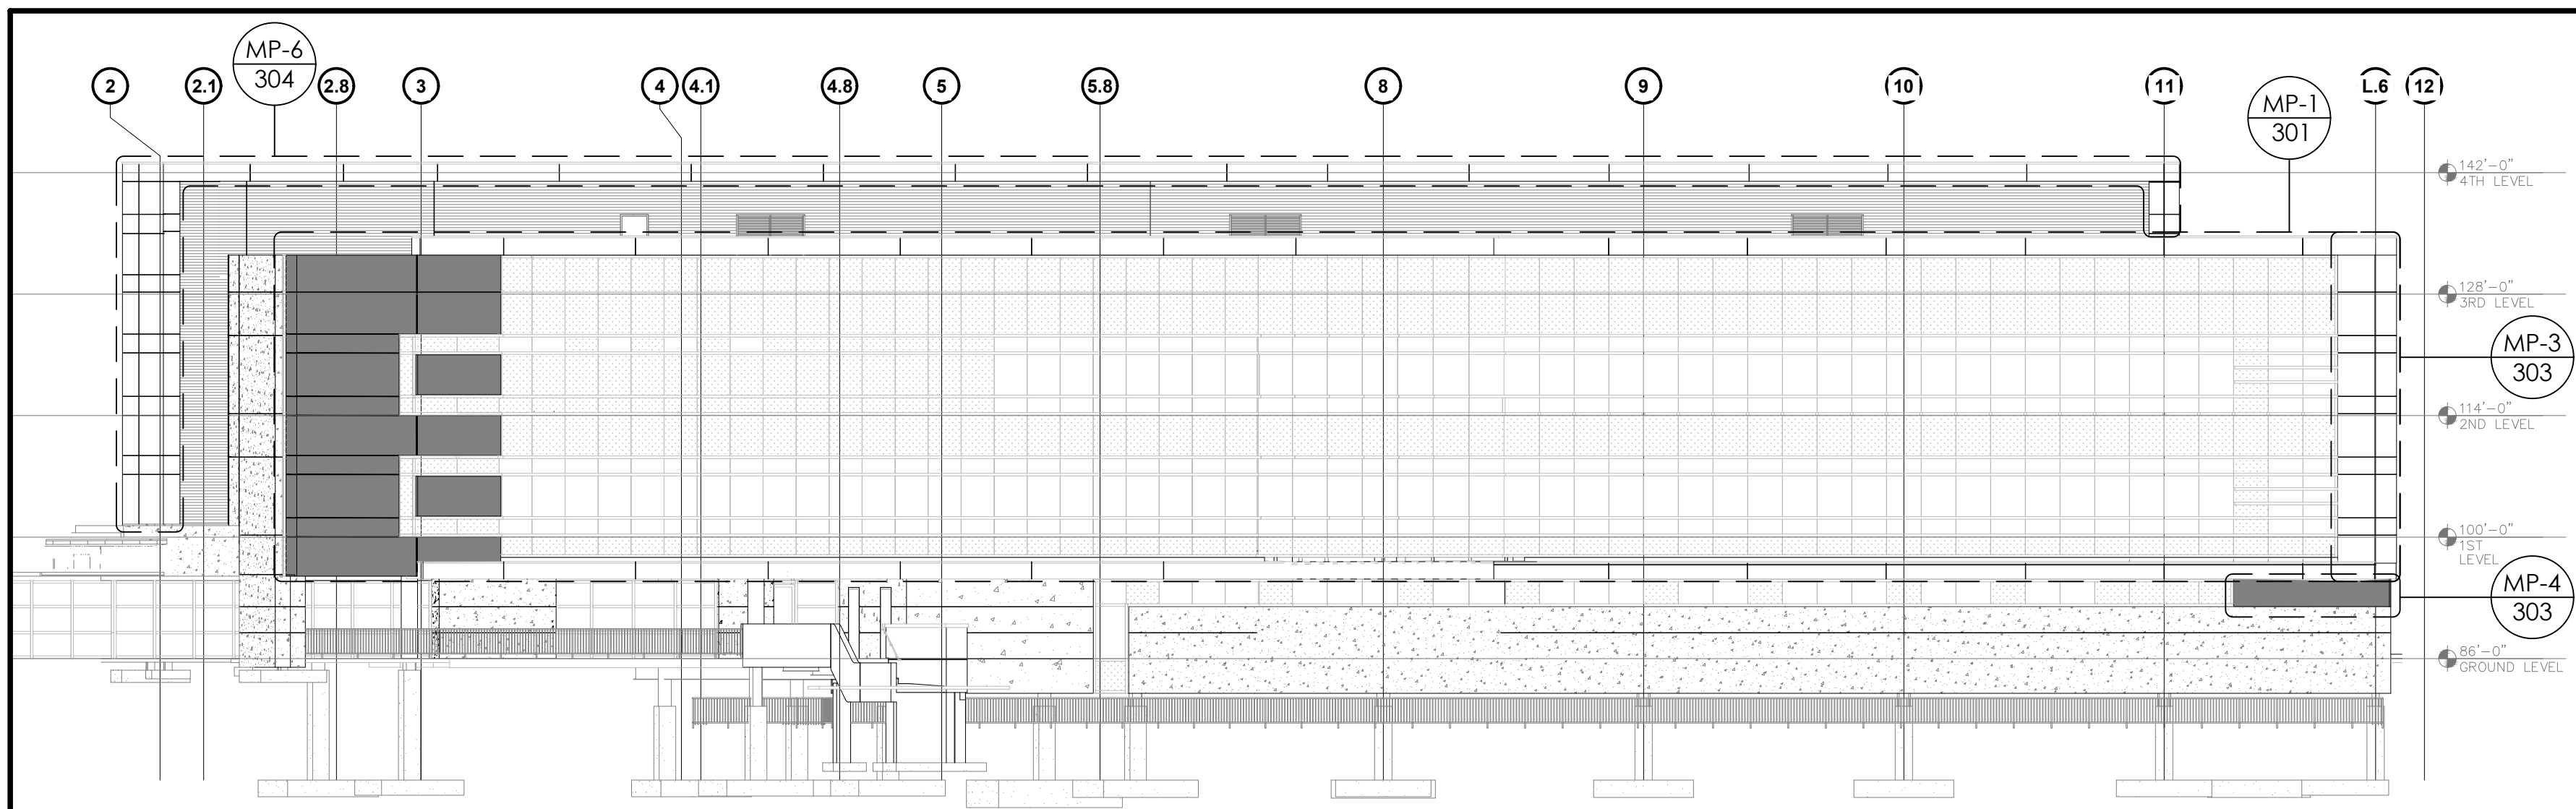 MP-6
304
2
2.1
2.8
3
4
4.1
4.8
5
5.8
8
9
10
11
L.6
12
MP-1
301
142'-0"
4TH LEVEL
128'-0"
3RD LEVEL
MP-3
303
114'-0"
2ND LEVEL
100'-0"
1ST
LEVEL
MP-4
303
86'-0"
GROUND LEVEL